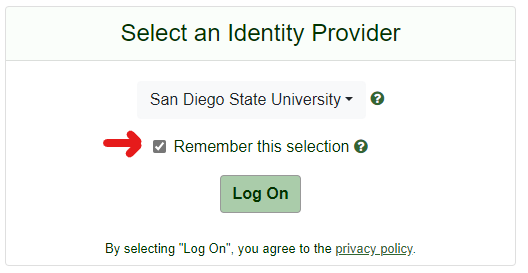 Select an Identity Provider
San Diego State University
Remember this selection
Log On
By selecting "Log On", you agree to the privacy policy.